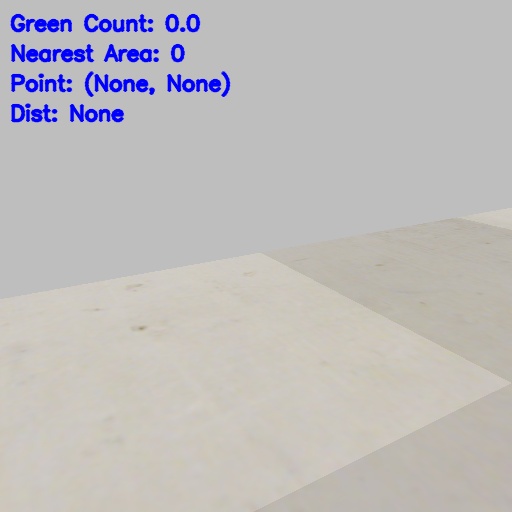 Green Count: 0.0
Nearest Area: 0
Point: (None, None)
Dist: None